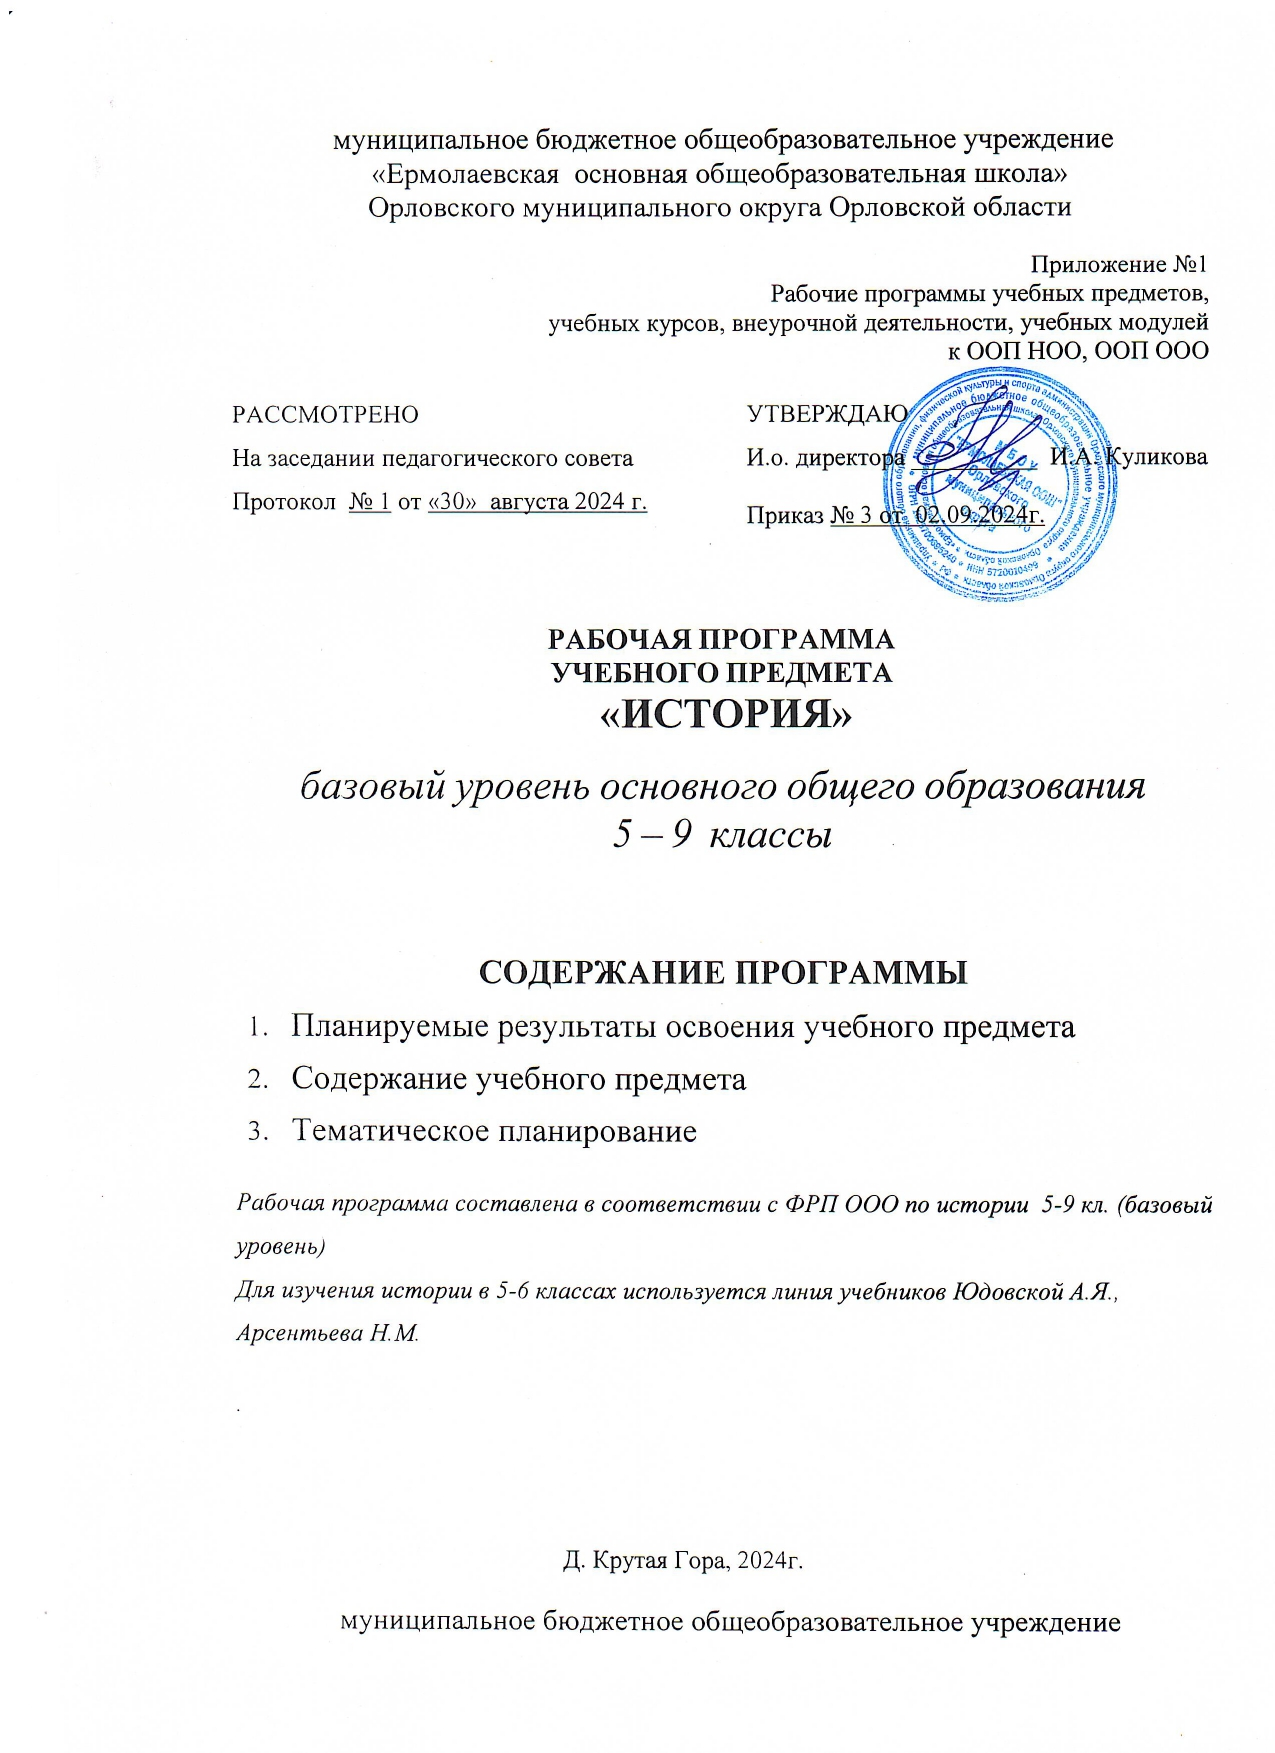 муниципальное бюджетное общеобразовательное учреждение
«Ермолаевская основная общеобразовательная школа»
Орловского муниципального округа Орловской области
Приложение №1
Рабочие программы учебных предметов,
учебных курсов, внеурочной деятельности, учебных модулей
к ООП НОО, ООП ООО
РАССМОТРЕНО
На заседании педагогического совета
Протокол № 1 от «30» августа 2024 г.
УТВЕРЖДАЮ
И.о. директора И.А. Куликова
Приказ № 3 от 02.09.2024г.
РАБОЧАЯ ПРОГРАММА
УЧЕБНОГО ПРЕДМЕТА
«ИСТОРИЯ»
базовый уровень основного общего образования
5 – 9 классы
СОДЕРЖАНИЕ ПРОГРАММЫ
1. Планируемые результаты освоения учебного предмета
2. Содержание учебного предмета
3. Тематическое планирование
Рабочая программа составлена в соответствии с ФРП ООО по истории 5-9 кл. (базовый
уровень)
Для изучения истории в 5-6 классах используется линия учебников Юдовской А.Я.,
Арсентьева Н.М.
.
Д. Крутая Гора, 2024г.
муниципальное бюджетное общеобразовательное учреждение